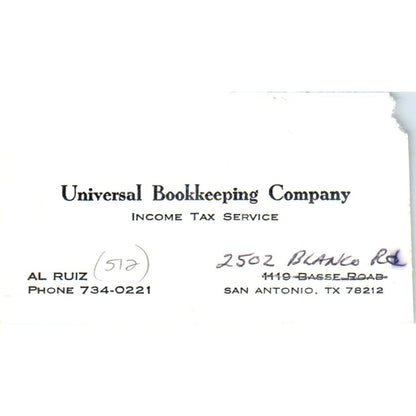 Universal Bookkeeping Company
Income Tax Service
AL RUIZ (512)
PHONE 734-0221
2502 BLANCO Rd
1119 BASSE ROAD
SAN ANTONIO, TX 78212